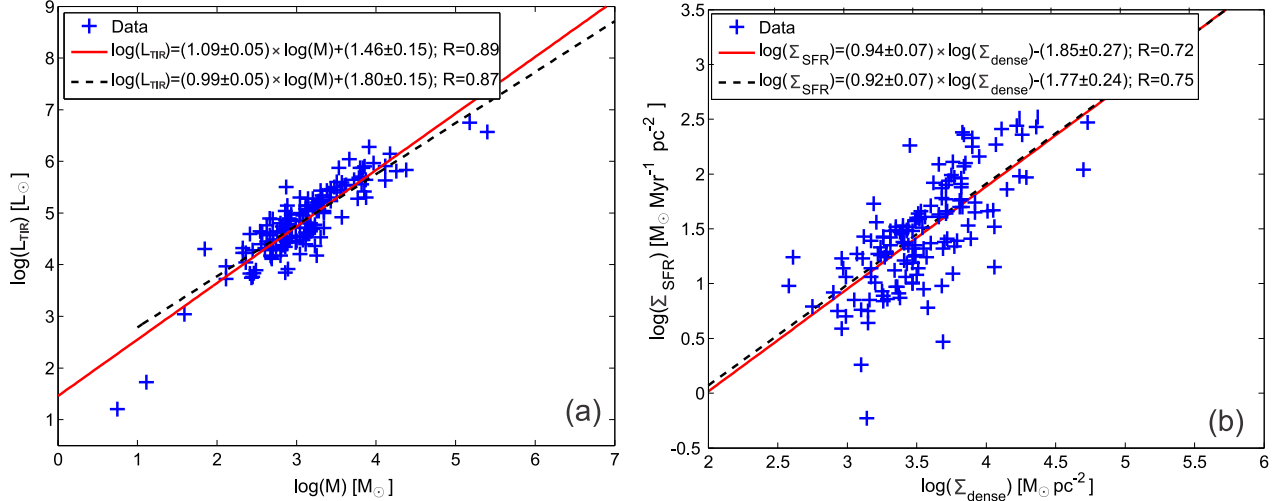 Data
log(L_TIR)=(1.09±0.05)×log(M)+(1.46±0.15); R=0.89
log(L_TIR)=(0.99±0.05)×log(M)+(1.80±0.15); R=0.87
9
8
7
6
5
4
3
2
1
log(L_TIR) [L_⊙]
0 1 2 3 4 5 6 7
log(M) [M_⊙]
(a)
Data
log(Σ_SFR)=(0.94±0.07)×log(Σ_dense)-(1.85±0.27); R=0.72
log(Σ_SFR)=(0.92±0.07)×log(Σ_dense)-(1.77±0.24); R=0.75
3.5
3
2.5
2
1.5
1
0.5
0
-0.5
log(Σ_SFR) [M_⊙ Myr^-1 pc^-2]
2 2.5 3 3.5 4 4.5 5 5.5 6
log(Σ_dense) [M_⊙ pc^-2]
(b)